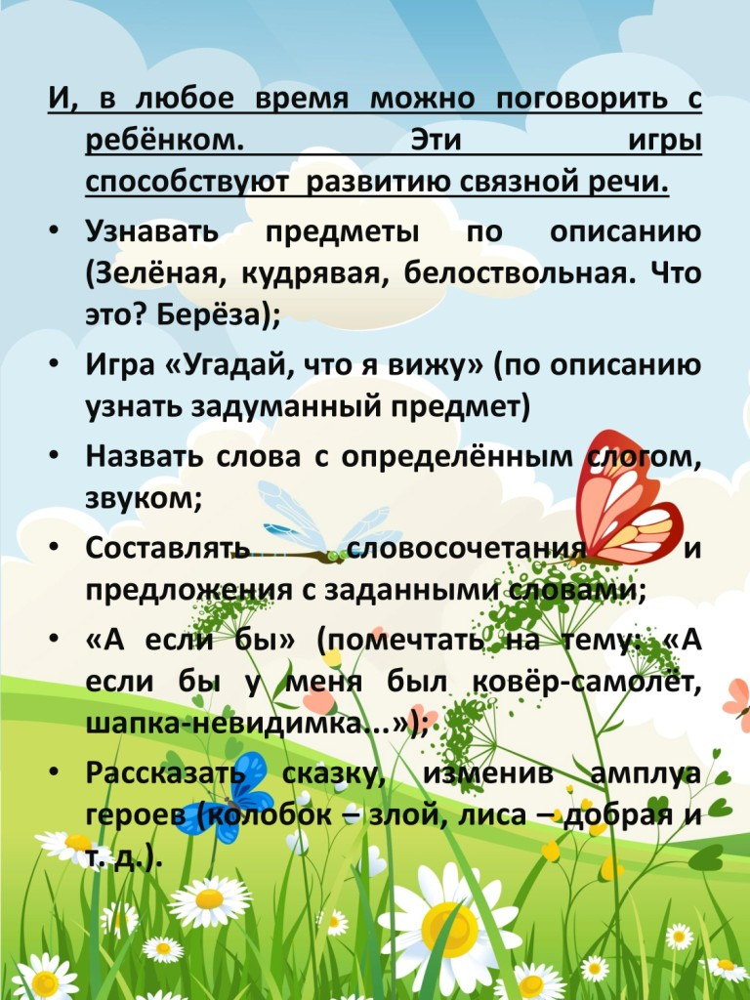 И, в любое время можно поговорить с
ребёнком. Эти игры
способствуют развитию связной речи.
• Узнавать предметы по описанию
(Зелёная, кудрявая, белоствольная. Что
это? Берёза);
• Игра «Угадай, что я вижу» (по описанию
узнать задуманный предмет)
• Назвать слова с определённым слогом,
звуком;
• Составлять словосочетания и
предложения с заданными словами;
• «А если бы» (помечтать на тему: «А
если бы у меня был ковёр-самолёт,
шапка-невидимка...»);
• Рассказать сказку, изменив амплуа
героев (колобок – злой, лиса – добрая и
т. д.).